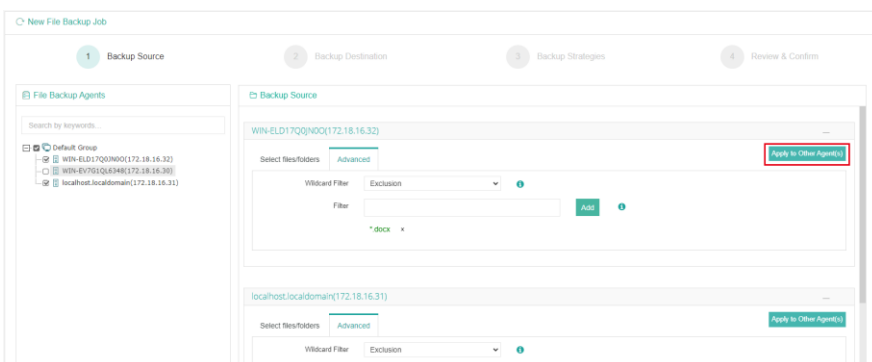 New File Backup Job
1 Backup Source 2 Backup Destination 3 Backup Strategies 4 Review & Confirm
File Backup Agents
Search by keywords...
Default Group
WIN-ELD17Q0JN0O(172.18.16.32)
WIN-EV7G1QL6348(172.18.16.30)
localhost.localdomain(172.18.16.31)
Backup Source
WIN-ELD17Q0JN0O(172.18.16.32)
Apply to Other Agent(s)
Select files/folders Advanced
Wildcard Filter Exclusion
Filter Add
*.docx x
localhost.localdomain(172.18.16.31)
Apply to Other Agent(s)
Select files/folders Advanced
Wildcard Filter Exclusion